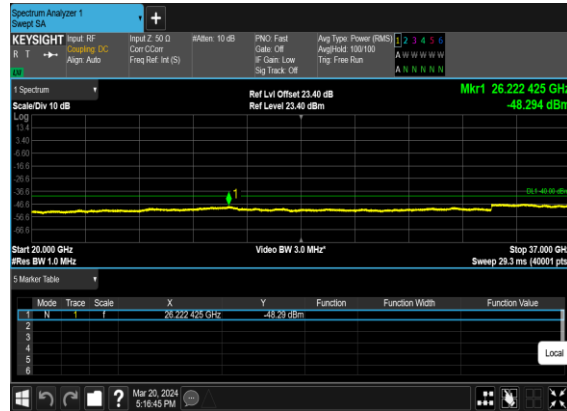 Spectrum Analyzer 1
Swept SA
+
KEYSIGHT
R T
Input: RF
Coupling: DC
Align: Auto
Input Z: 50 Ω
Corr CCorr
Freq Ref: Int (S)
#Atten: 10 dB
PNO: Fast
Gate: Off
IF Gain: Low
Sig Track: Off
Avg Type: Power (RMS)
Avg|Hold: 100/100
Trig: Free Run
1 2 3 4 5 6
A W W W W W
A N N N N N
1 Spectrum
Scale/Div 10 dB
Ref Lvl Offset 23.40 dB
Ref Level 23.40 dBm
Mkr1 26.222 425 GHz
-48.294 dBm
Log
13.4
3.40
-6.60
-16.6
-26.6
-36.6
-46.6
-56.6
-66.6
1
DL1 -40.00 dBm
Start 20.000 GHz
#Res BW 1.0 MHz
Video BW 3.0 MHz*
Stop 37.000 GHz
Sweep 29.3 ms (40001 pts)
5 Marker Table
Mode Trace Scale X Y Function Function Width Function Value
1 N 1 f 26.222 425 GHz -48.29 dBm
2
3
4
5
6
Local
?
Mar 20, 2024
5:16:45 PM